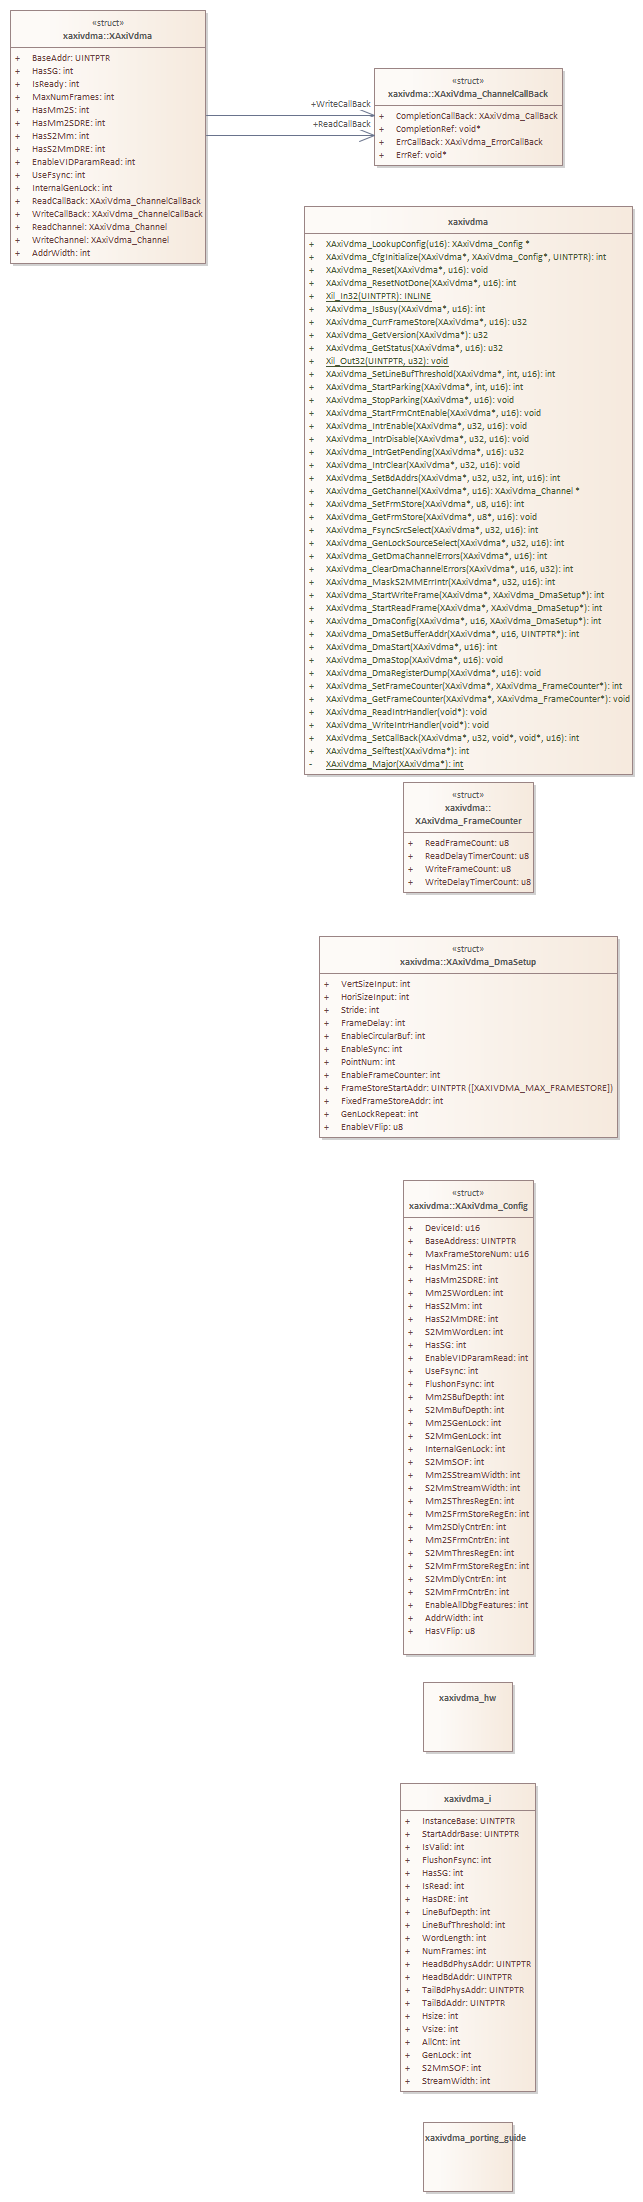 «struct»
xaxivdma::XAxiVdma
+ BaseAddr: UINTPTR
+ HasSG: int
+ IsReady: int
+ MaxNumFrames: int
+ HasMm2S: int
+ HasMm2SDRE: int
+ HasS2Mm: int
+ HasS2MmDRE: int
+ EnableVIDParamRead: int
+ UseFsync: int
+ InternalGenLock: int
+ ReadCallBack: XAxiVdma_ChannelCallBack
+ WriteCallBack: XAxiVdma_ChannelCallBack
+ ReadChannel: XAxiVdma_Channel
+ WriteChannel: XAxiVdma_Channel
+ AddrWidth: int
+WriteCallBack
+ReadCallBack
«struct»
xaxivdma::XAxiVdma_ChannelCallBack
+ CompletionCallBack: XAxiVdma_CallBack
+ CompletionRef: void*
+ ErrCallBack: XAxiVdma_ErrorCallBack
+ ErrRef: void*
xaxivdma
+ XAxiVdma_LookupConfig(u16): XAxiVdma_Config *
+ XAxiVdma_CfgInitialize(XAxiVdma*, XAxiVdma_Config*, UINTPTR): int
+ XAxiVdma_Reset(XAxiVdma*, u16): void
+ XAxiVdma_ResetNotDone(XAxiVdma*, u16): int
+ Xil_In32(UINTPTR): INLINE
+ XAxiVdma_IsBusy(XAxiVdma*, u16): int
+ XAxiVdma_CurrFrameStore(XAxiVdma*, u16): u32
+ XAxiVdma_GetVersion(XAxiVdma*): u32
+ XAxiVdma_GetStatus(XAxiVdma*, u16): u32
+ Xil_Out32(UINTPTR, u32): void
+ XAxiVdma_SetLineBufThreshold(XAxiVdma*, int, u16): int
+ XAxiVdma_StartParking(XAxiVdma*, int, u16): int
+ XAxiVdma_StopParking(XAxiVdma*, u16): void
+ XAxiVdma_StartFrmCntEnable(XAxiVdma*, u16): void
+ XAxiVdma_IntrEnable(XAxiVdma*, u32, u16): void
+ XAxiVdma_IntrDisable(XAxiVdma*, u32, u16): void
+ XAxiVdma_IntrGetPending(XAxiVdma*, u16): u32
+ XAxiVdma_IntrClear(XAxiVdma*, u32, u16): void
+ XAxiVdma_SetBdAddrs(XAxiVdma*, u32, u32, int, u16): int
+ XAxiVdma_GetChannel(XAxiVdma*, u16): XAxiVdma_Channel *
+ XAxiVdma_SetFrmStore(XAxiVdma*, u8, u16): int
+ XAxiVdma_GetFrmStore(XAxiVdma*, u8*, u16): void
+ XAxiVdma_FsyncSrcSelect(XAxiVdma*, u32, u16): int
+ XAxiVdma_GenLockSourceSelect(XAxiVdma*, u32, u16): int
+ XAxiVdma_GetDmaChannelErrors(XAxiVdma*, u16): int
+ XAxiVdma_ClearDmaChannelErrors(XAxiVdma*, u16, u32): int
+ XAxiVdma_MaskS2MMErrIntr(XAxiVdma*, u32, u16): int
+ XAxiVdma_StartWriteFrame(XAxiVdma*, XAxiVdma_DmaSetup*): int
+ XAxiVdma_StartReadFrame(XAxiVdma*, XAxiVdma_DmaSetup*): int
+ XAxiVdma_DmaConfig(XAxiVdma*, u16, XAxiVdma_DmaSetup*): int
+ XAxiVdma_DmaSetBufferAddr(XAxiVdma*, u16, UINTPTR*): int
+ XAxiVdma_DmaStart(XAxiVdma*, u16): int
+ XAxiVdma_DmaStop(XAxiVdma*, u16): void
+ XAxiVdma_DmaRegisterDump(XAxiVdma*, u16): void
+ XAxiVdma_SetFrameCounter(XAxiVdma*, XAxiVdma_FrameCounter*): int
+ XAxiVdma_GetFrameCounter(XAxiVdma*, XAxiVdma_FrameCounter*): void
+ XAxiVdma_ReadIntrHandler(void*): void
+ XAxiVdma_WriteIntrHandler(void*): void
+ XAxiVdma_SetCallBack(XAxiVdma*, u32, void*, void*, u16): int
+ XAxiVdma_Selftest(XAxiVdma*): int
- XAxiVdma_Major(XAxiVdma*): int
«struct»
xaxivdma::
XAxiVdma_FrameCounter
+ ReadFrameCount: u8
+ ReadDelayTimerCount: u8
+ WriteFrameCount: u8
+ WriteDelayTimerCount: u8
«struct»
xaxivdma::XAxiVdma_DmaSetup
+ VertSizeInput: int
+ HoriSizeInput: int
+ Stride: int
+ FrameDelay: int
+ EnableCircularBuf: int
+ EnableSync: int
+ PointNum: int
+ EnableFrameCounter: int
+ FrameStoreStartAddr: UINTPTR ([XAXIVDMA_MAX_FRAMESTORE])
+ FixedFrameStoreAddr: int
+ GenLockRepeat: int
+ EnableVFlip: u8
«struct»
xaxivdma::XAxiVdma_Config
+ DeviceId: u16
+ BaseAddress: UINTPTR
+ MaxFrameStoreNum: u16
+ HasMm2S: int
+ HasMm2SDRE: int
+ Mm2SWordLen: int
+ HasS2Mm: int
+ HasS2MmDRE: int
+ S2MmWordLen: int
+ HasSG: int
+ EnableVIDParamRead: int
+ UseFsync: int
+ FlushonFsync: int
+ Mm2SBufDepth: int
+ S2MmBufDepth: int
+ Mm2SGenLock: int
+ S2MmGenLock: int
+ InternalGenLock: int
+ S2MmSOF: int
+ Mm2SStreamWidth: int
+ S2MmStreamWidth: int
+ Mm2SThresRegEn: int
+ Mm2SFrmStoreRegEn: int
+ Mm2SDlyCntrEn: int
+ Mm2SFrmCntrEn: int
+ S2MmThresRegEn: int
+ S2MmFrmStoreRegEn: int
+ S2MmDlyCntrEn: int
+ S2MmFrmCntrEn: int
+ EnableAllDbgFeatures: int
+ AddrWidth: int
+ HasVFlip: u8
xaxivdma_hw
xaxivdma_i
+ InstanceBase: UINTPTR
+ StartAddrBase: UINTPTR
+ IsValid: int
+ FlushonFsync: int
+ HasSG: int
+ IsRead: int
+ HasDRE: int
+ LineBufDepth: int
+ LineBufThreshold: int
+ WordLength: int
+ NumFrames: int
+ HeadBdPhysAddr: UINTPTR
+ HeadBdAddr: UINTPTR
+ TailBdPhysAddr: UINTPTR
+ TailBdAddr: UINTPTR
+ Hsize: int
+ Vsize: int
+ AllCnt: int
+ GenLock: int
+ S2MmSOF: int
+ StreamWidth: int
xaxivdma_porting_guide